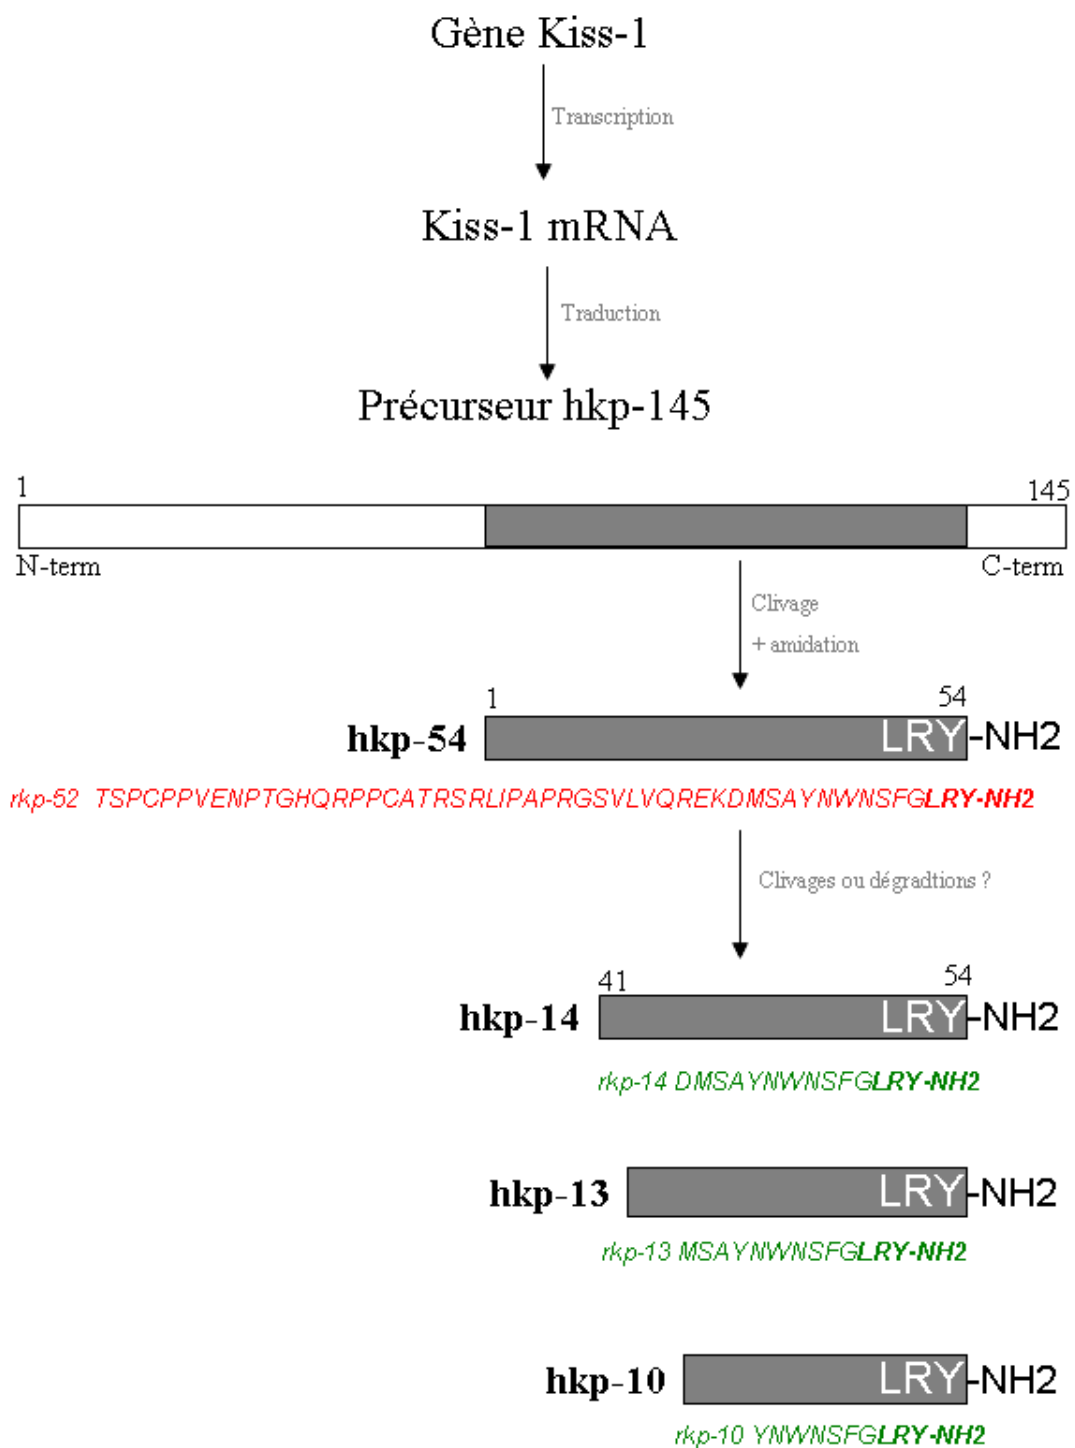 Gène Kiss-1
Transcription
Kiss-1 mRNA
Traduction
Précurseur hkp-145
1
145
N-term
C-term
Clivage
+ amidation
1
54
hkp-54
LRY-NH2
rkp-52 TSPCPPVENPTGHQRPPCATRSRLIPAPRGSVLVQREKDMSAYNWNSFGLRY-NH2
Clivages ou dégradtions ?
41
54
hkp-14
LRY-NH2
rkp-14 DMSAYNWNSFGLRY-NH2
hkp-13
LRY-NH2
rkp-13 MSAYNWNSFGLRY-NH2
hkp-10
LRY-NH2
rkp-10 YNWNSFGLRY-NH2